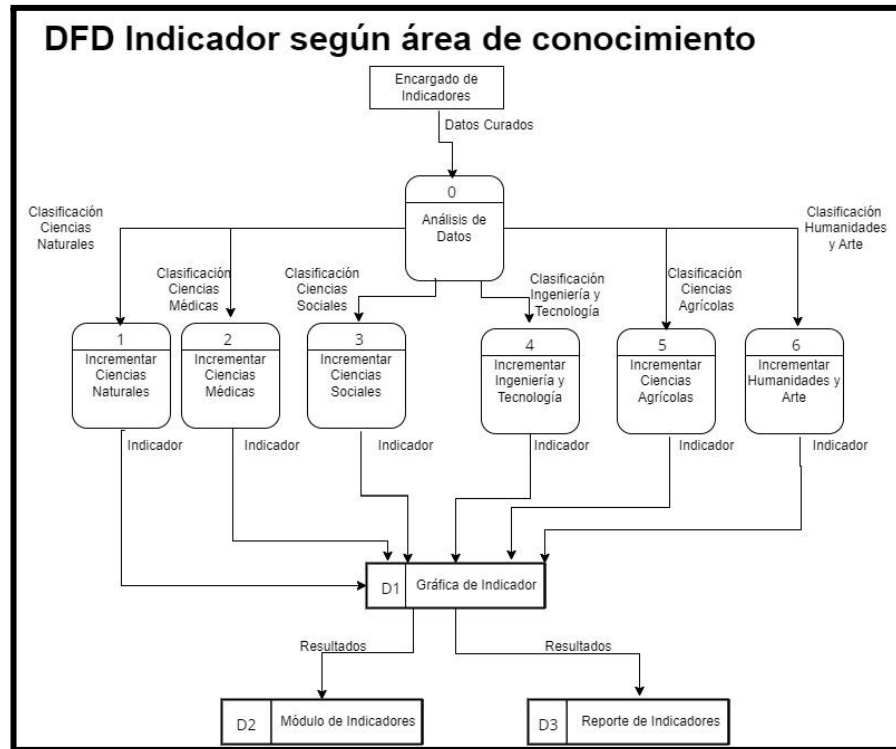 DFD Indicador según área de conocimiento
Encargado de
Indicadores
Datos Curados
0
Análisis de
Datos
Clasificación
Ciencias
Naturales
Clasificación
Ciencias
Médicas
Clasificación
Ciencias
Sociales
Clasificación
Ingeniería y
Tecnología
Clasificación
Ciencias
Agrícolas
Clasificación
Humanidades
y Arte
1
Incrementar
Ciencias
Naturales
2
Incrementar
Ciencias
Médicas
3
Incrementar
Ciencias
Sociales
4
Incrementar
Ingeniería y
Tecnología
5
Incrementar
Ciencias
Agrícolas
6
Incrementar
Humanidades y
Arte
Indicador
Indicador
Indicador
Indicador
Indicador
Indicador
D1
Gráfica de Indicador
Resultados
Resultados
D2
Módulo de Indicadores
D3
Reporte de Indicadores